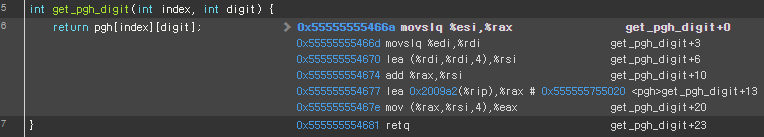 5 int get_pgh_digit(int index, int digit) {
6 return pgh[index][digit]; 0x55555555466a movslq %esi,%rax get_pgh_digit+0
0x55555555466d movslq %edi,%rdi get_pgh_digit+3
0x555555554670 lea (%rdi,%rdi,4),%rsi get_pgh_digit+6
0x555555554674 add %rax,%rsi get_pgh_digit+10
0x555555554677 lea 0x2009a2(%rip),%rax # 0x555555755020 <pgh>get_pgh_digit+13
0x55555555467e mov (%rax,%rsi,4),%eax get_pgh_digit+20
7 } 0x555555554681 retq get_pgh_digit+23